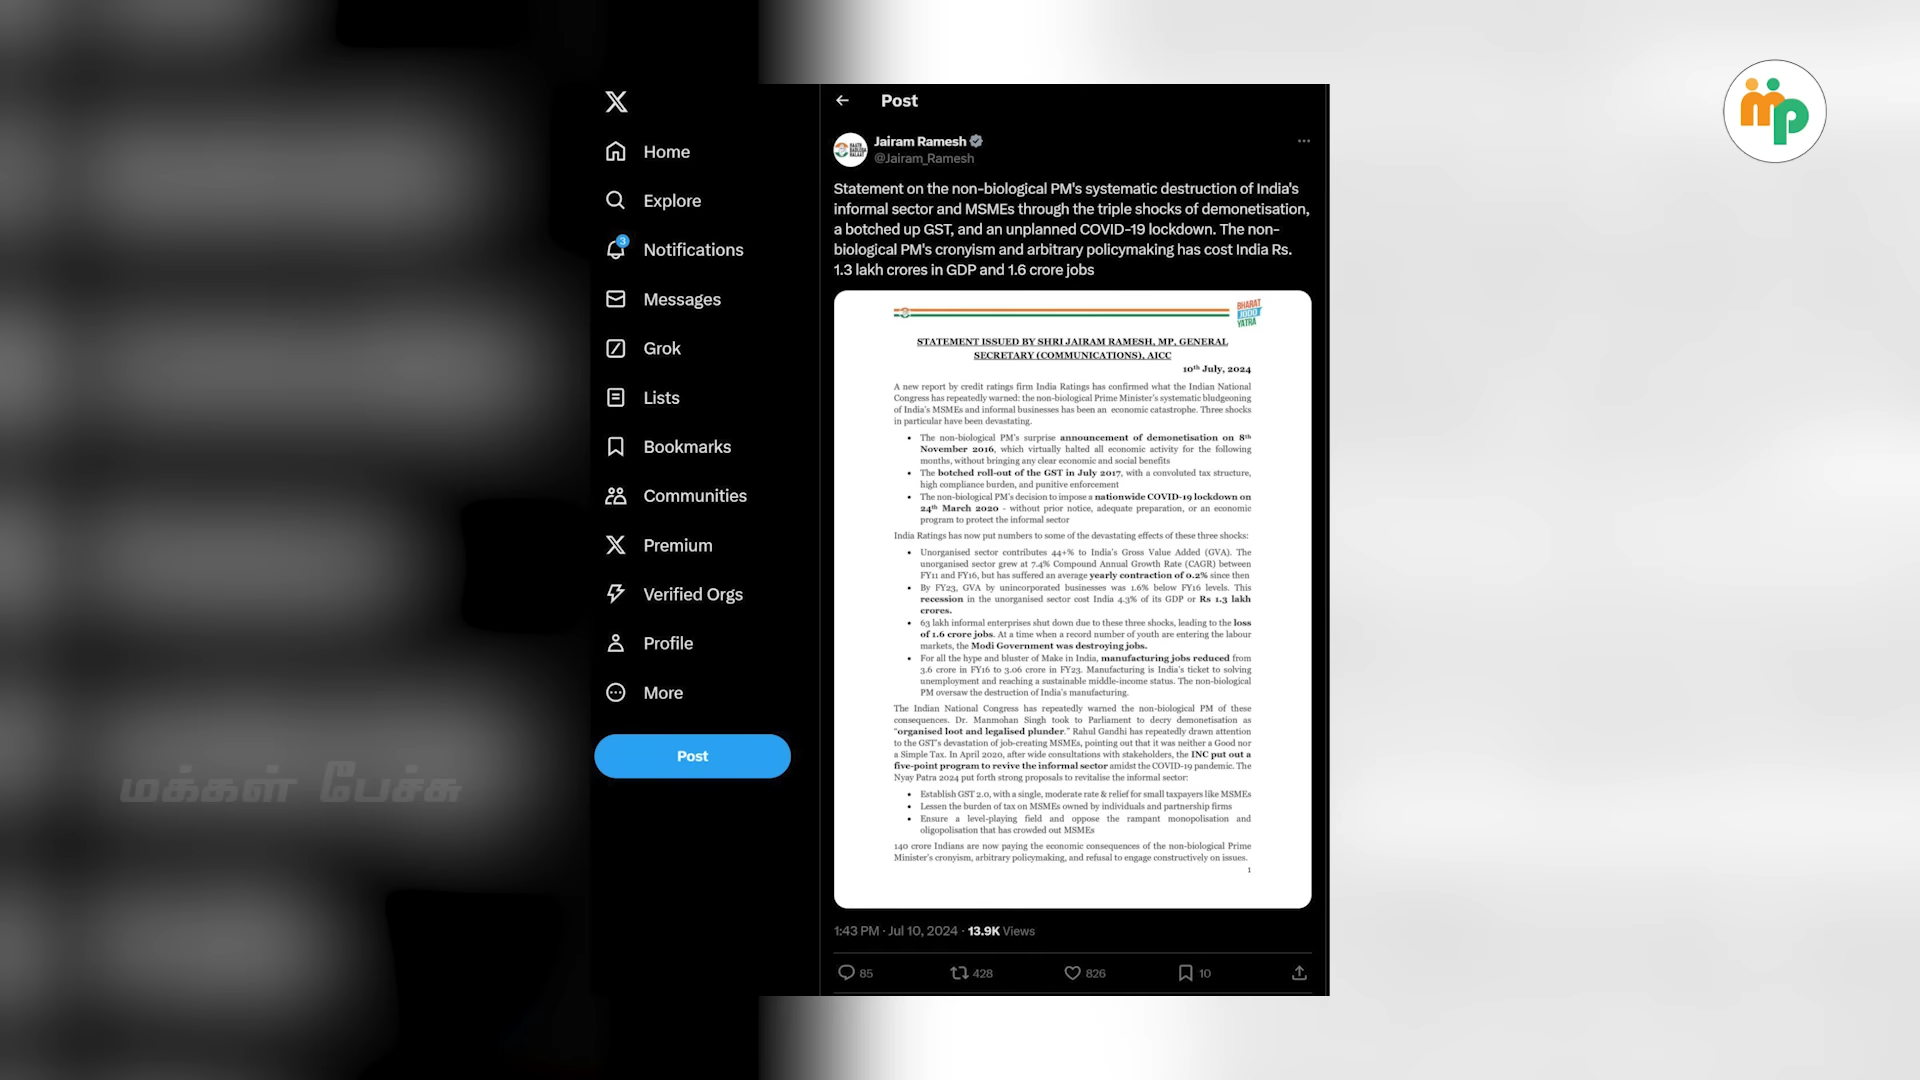 Post
Jairam Ramesh
@Jairam_Ramesh
Statement on the non-biological PM's systematic destruction of India's
informal sector and MSMEs through the triple shocks of demonetisation,
a botched up GST, and an unplanned COVID-19 lockdown. The non-
biological PM's cronyism and arbitrary policymaking has cost India Rs.
1.3 lakh crores in GDP and 1.6 crore jobs
BHARAT
JODO
YATRA
STATEMENT ISSUED BY SHRI JAIRAM RAMESH, MP, GENERAL
SECRETARY (COMMUNICATIONS), AICC
10th July, 2024
A new report by credit ratings firm India Ratings has confirmed what the Indian National
Congress has repeatedly warned: the non-biological Prime Minister's systematic bludgeoning
of India's MSMEs and informal businesses has been an economic catastrophe. Three shocks
in particular have been devastating.
• The non-biological PM's surprise announcement of demonetisation on 8th
November 2016, which virtually halted all economic activity for the following
months, without bringing any clear economic and social benefits
• The botched roll-out of the GST in July 2017, with a convoluted tax structure,
high compliance burden, and punitive enforcement
• The non-biological PM's decision to impose a nationwide COVID-19 lockdown on
24th March 2020 - without prior notice, adequate preparation, or an economic
program to protect the informal sector
India Ratings has now put numbers to some of the devastating effects of these three shocks:
• Unorganised sector contributes 44+% to India's Gross Value Added (GVA). The
unorganised sector grew at 7.4% Compound Annual Growth Rate (CAGR) between
FY11 and FY16, but has suffered an average yearly contraction of 0.2% since then
• By FY23, GVA by unincorporated businesses was 1.6% below FY16 levels. This
recession in the unorganised sector cost India 4.3% of its GDP or Rs 1.3 lakh
crores.
• 63 lakh informal enterprises shut down due to these three shocks, leading to the loss
of 1.6 crore jobs. At a time when a record number of youth are entering the labour
markets, the Modi Government was destroying jobs.
• For all the hype and bluster of Make in India, manufacturing jobs reduced from
3.6 crore in FY16 to 3.06 crore in FY23. Manufacturing is India's ticket to solving
unemployment and reaching a sustainable middle-income status. The non-biological
PM oversaw the destruction of India's manufacturing.
The Indian National Congress has repeatedly warned the non-biological PM of these
consequences. Dr. Manmohan Singh took to Parliament to decry demonetisation as
"organised loot and legalised plunder." Rahul Gandhi has repeatedly drawn attention
to the GST's devastation of job-creating MSMEs, pointing out that it was neither a Good nor
a Simple Tax. In April 2020, after wide consultations with stakeholders, the INC put out a
five-point program to revive the informal sector amidst the COVID-19 pandemic. The
Nyay Patra 2024 put forth strong proposals to revitalise the informal sector:
• Establish GST 2.0, with a single, moderate rate & relief for small taxpayers like MSMEs
• Lessen the burden of tax on MSMEs owned by individuals and partnership firms
• Ensure a level-playing field and oppose the rampant monopolisation and
oligopolisation that has crowded out MSMEs
140 crore Indians are now paying the economic consequences of the non-biological Prime
Minister's cronyism, arbitrary policymaking, and refusal to engage constructively on issues.
1
1:43 PM · Jul 10, 2024 · 13.9K Views
85 428 826 10
Home
Explore
3
Notifications
Messages
Grok
Lists
Bookmarks
Communities
Premium
Verified Orgs
Profile
More
Post
மக்கள் பேச்சு
mp